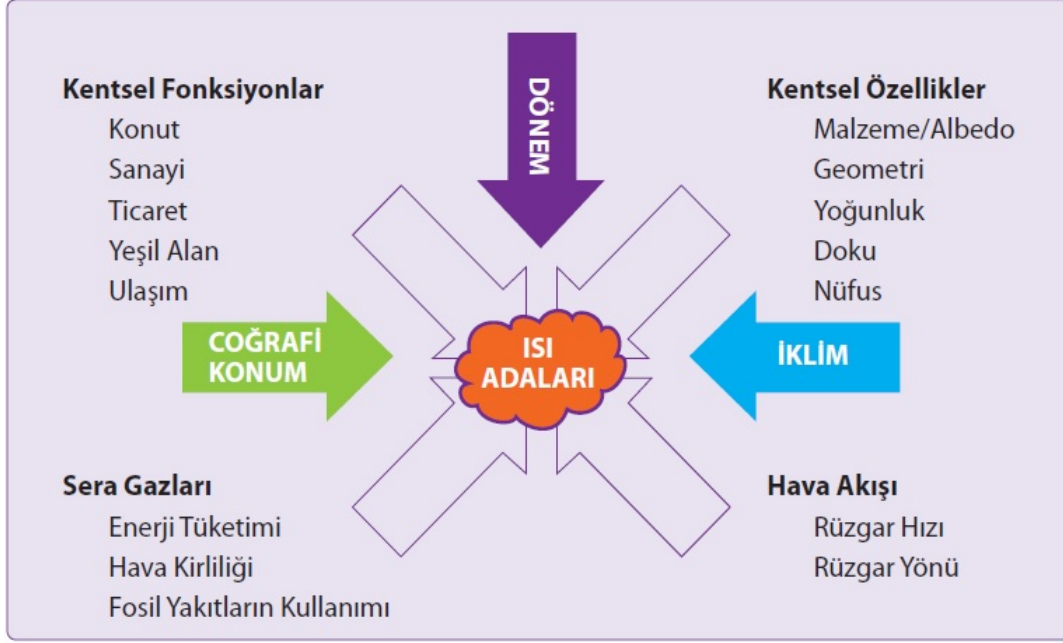 DÖNEM
Kentsel Fonksiyonlar
Konut
Sanayi
Ticaret
Yeşil Alan
Ulaşım
Kentsel Özellikler
Malzeme/Albedo
Geometri
Yoğunluk
Doku
Nüfus
COĞRAFİ
KONUM
ISI
ADALARI
İKLİM
Sera Gazları
Enerji Tüketimi
Hava Kirliliği
Fosil Yakıtların Kullanımı
Hava Akışı
Rüzgar Hızı
Rüzgar Yönü